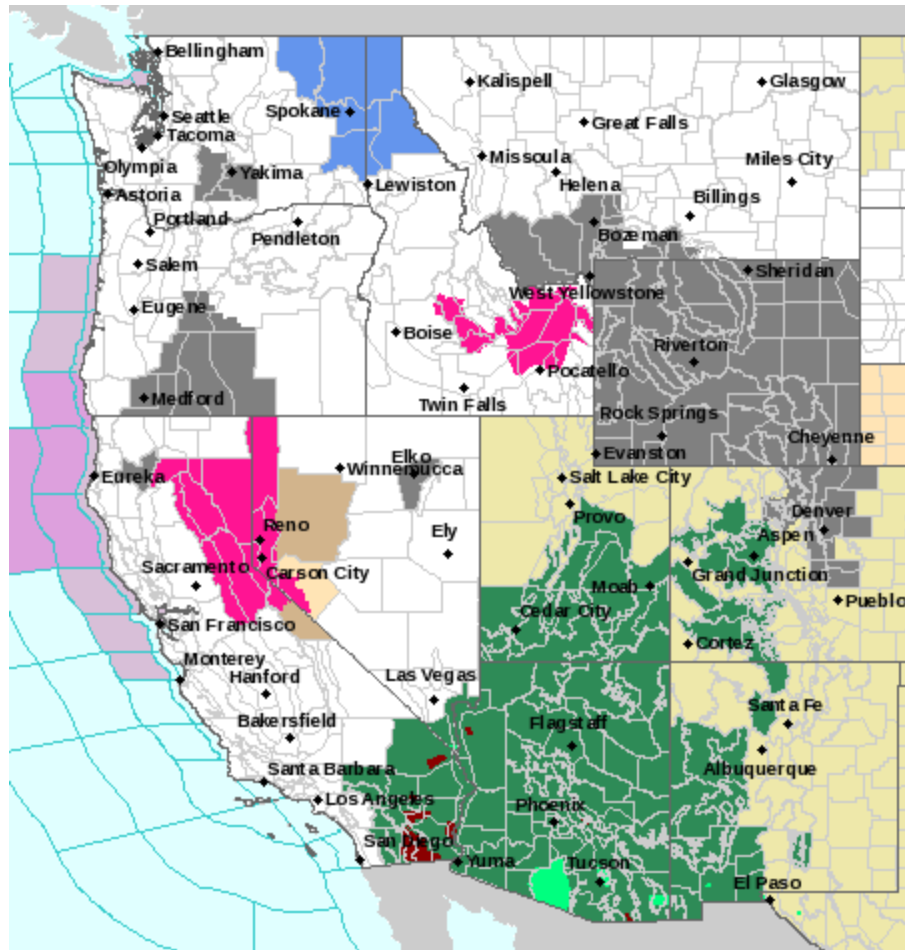 Bellingham
Kalispell
Glasgow
Seattle
Spokane
Great Falls
Tacoma
Olympia
Missoula
Miles City
Yakima
Helena
Lewiston
Astoria
Billings
Portland
Pendleton
Bozeman
Salem
Sheridan
West Yellowstone
Eugene
Boise
Riverton
Pocatello
Medford
Twin Falls
Rock Springs
Cheyenne
Elko
Evanston
Winnemucca
Eureka
Salt Lake City
Provo
Denver
Reno
Ely
Aspen
Sacramento
Carson City
Grand Junction
Moab
Pueblo
Cedar City
San Francisco
Cortez
Monterey
Hanford
Las Vegas
Santa Fe
Bakersfield
Flagstaff
Albuquerque
Santa Barbara
Los Angeles
Phoenix
San Diego
Yuma
Tucson
El Paso